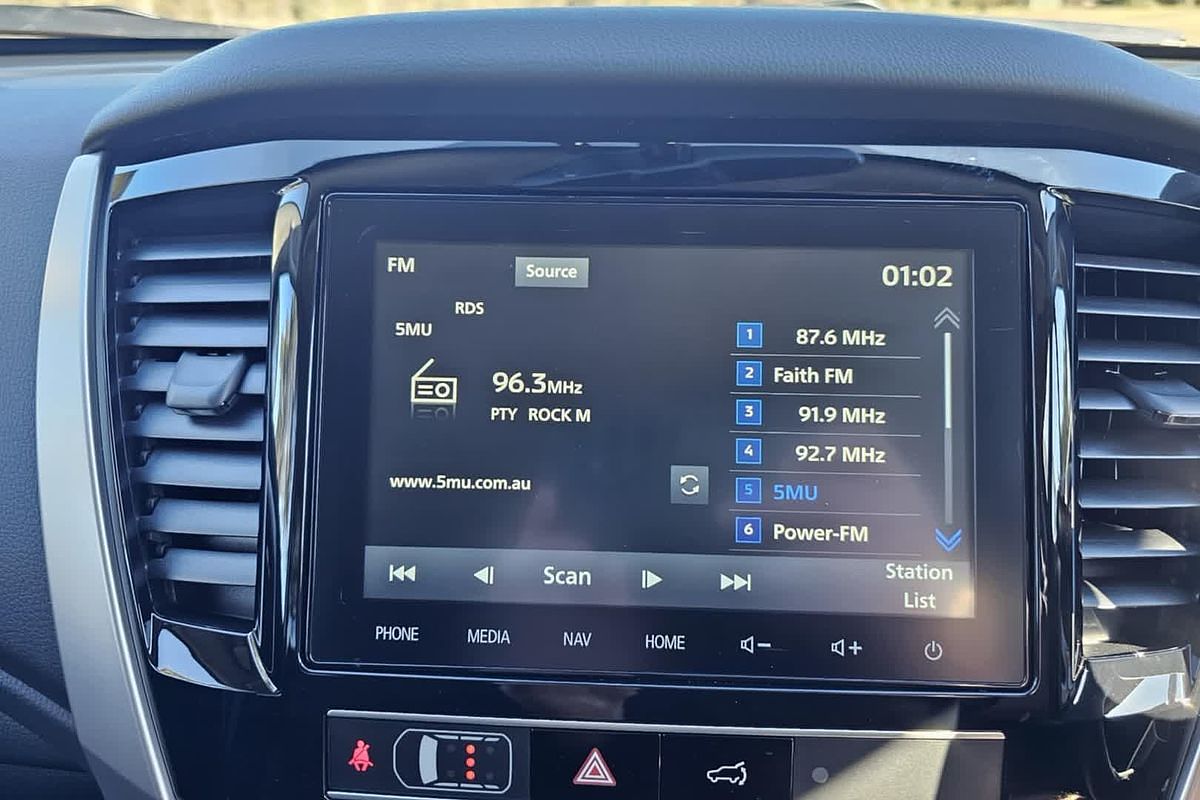 FM
Source
01:02
RDS
5MU
96.3MHz
PTY ROCK M
www.5mu.com.au
1 87.6 MHz
2 Faith FM
3 91.9 MHz
4 92.7 MHz
5 5MU
6 Power-FM
Scan
Station
List
PHONE
MEDIA
NAV
HOME